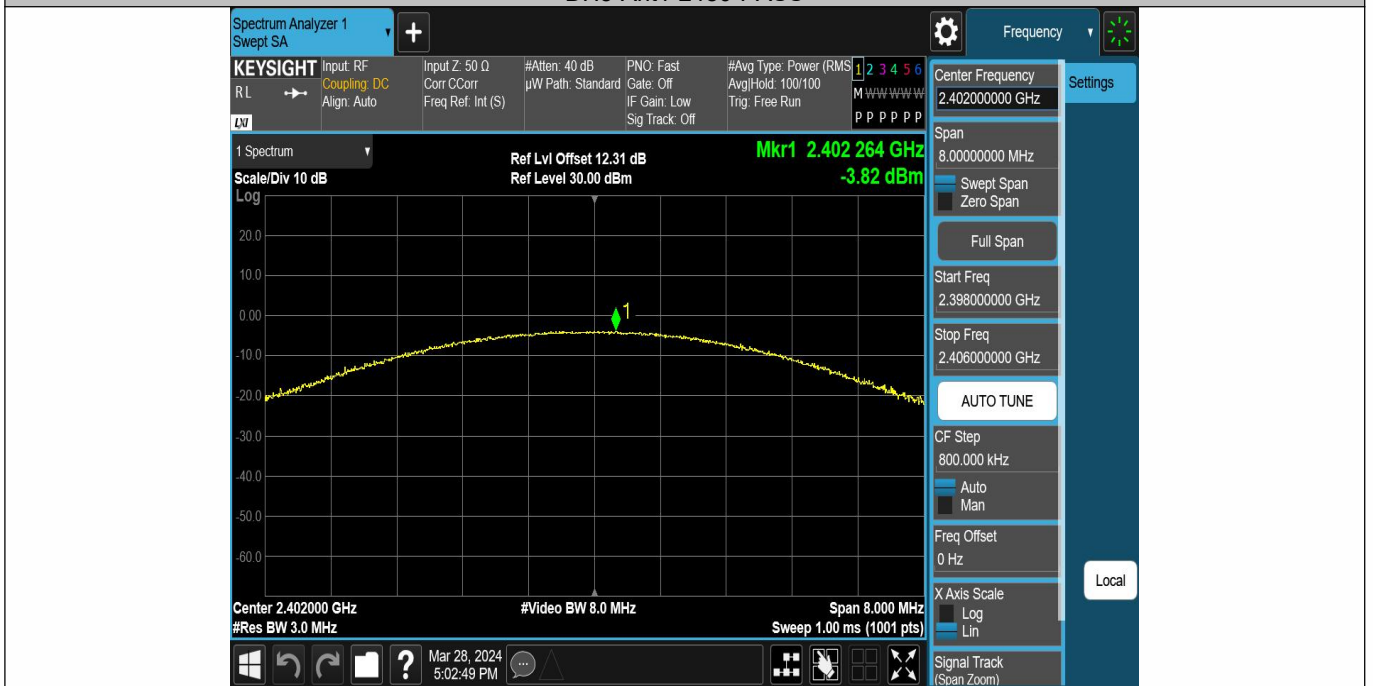 Spectrum Analyzer 1
Swept SA
+
Frequency
KEYSIGHT
RL
LXI
Input: RF
Coupling: DC
Align: Auto
Input Z: 50 Ω
Corr CCorr
Freq Ref: Int (S)
#Atten: 40 dB
µW Path: Standard
PNO: Fast
Gate: Off
IF Gain: Low
Sig Track: Off
#Avg Type: Power (RMS
Avg|Hold: 100/100
Trig: Free Run
1 2 3 4 5 6
M W W W W W
P P P P P P
1 Spectrum
Scale/Div 10 dB
Ref Lvl Offset 12.31 dB
Ref Level 30.00 dBm
Mkr1 2.402 264 GHz
-3.82 dBm
Log
20.0
10.0
0.00
-10.0
-20.0
-30.0
-40.0
-50.0
-60.0
1
Center 2.402000 GHz
#Res BW 3.0 MHz
#Video BW 8.0 MHz
Span 8.000 MHz
Sweep 1.00 ms (1001 pts)
Mar 28, 2024
5:02:49 PM
?
Center Frequency
2.402000000 GHz
Settings
Span
8.00000000 MHz
Swept Span
Zero Span
Full Span
Start Freq
2.398000000 GHz
Stop Freq
2.406000000 GHz
AUTO TUNE
CF Step
800.000 kHz
Auto
Man
Freq Offset
0 Hz
Local
X Axis Scale
Log
Lin
Signal Track
(Span Zoom)